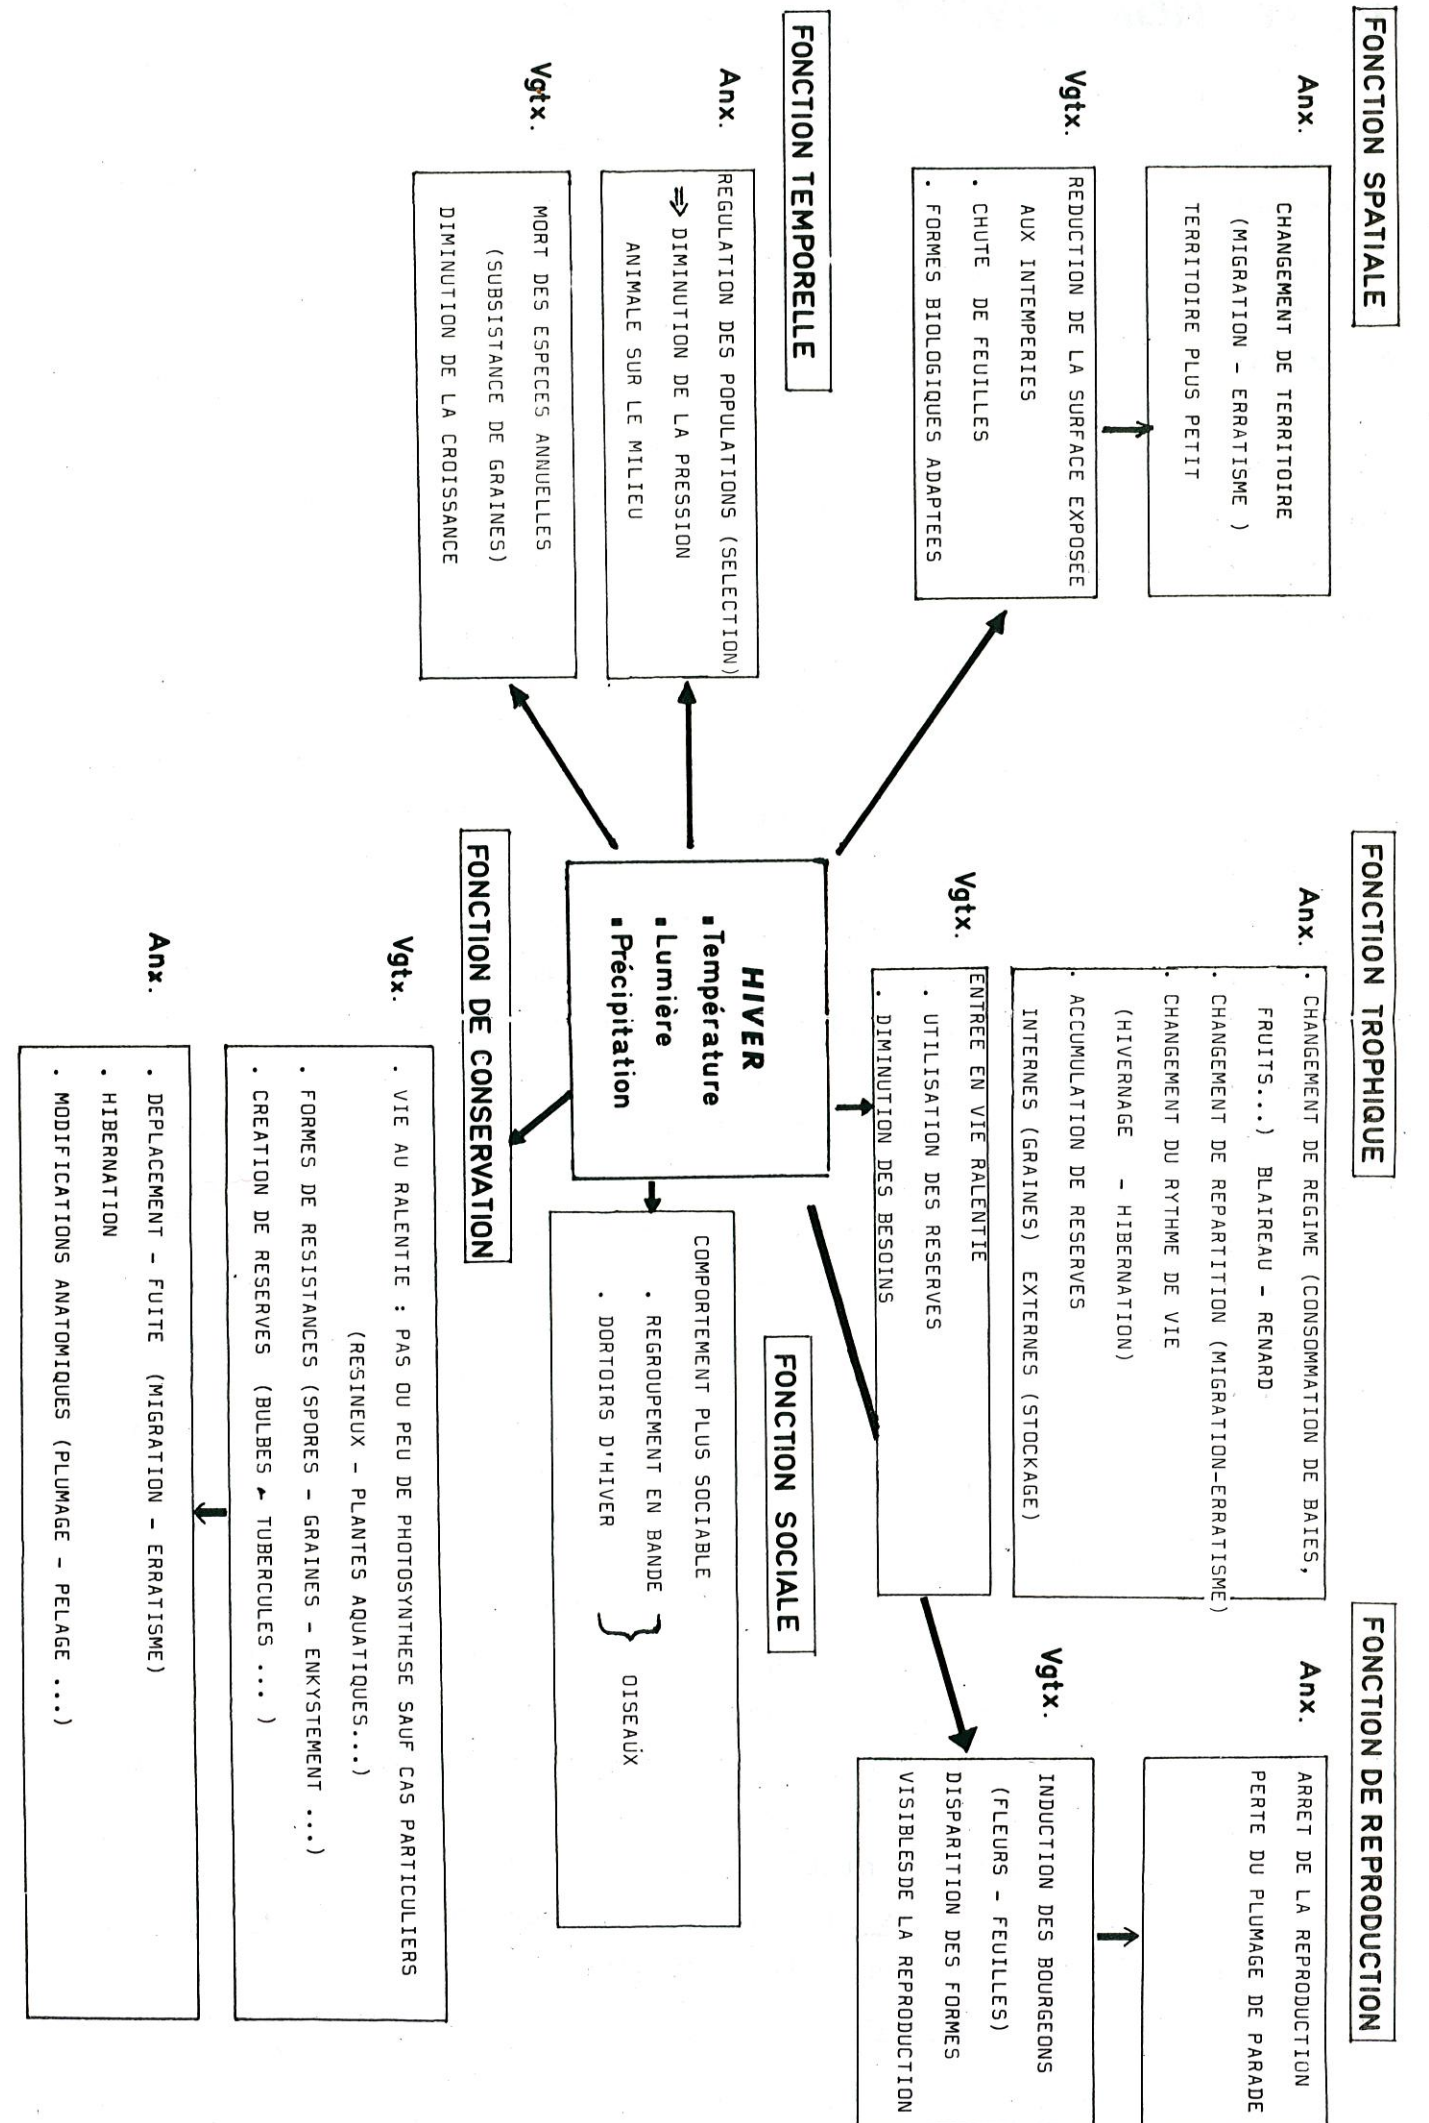 FONCTION SPATIALE
Anx.
CHANGEMENT DE TERRITOIRE
(MIGRATION - ERRATISME )
TERRITOIRE PLUS PETIT
Vgtx.
REDUCTION DE LA SURFACE EXPOSEE
AUX INTEMPERIES
. CHUTE DE FEUILLES
. FORMES BIOLOGIQUES ADAPTEES
FONCTION TROPHIQUE
Anx.
. CHANGEMENT DE REGIME (CONSOMMATION DE BAIES,
FRUITS...) BLAIREAU - RENARD
. CHANGEMENT DE REPARTITION (MIGRATION-ERRATISME)
. CHANGEMENT DU RYTHME DE VIE
(HIVERNAGE - HIBERNATION)
. ACCUMULATION DE RESERVES
INTERNES (GRAINES) EXTERNES (STOCKAGE)
Vgtx.
ENTREE EN VIE RALENTIE
. UTILISATION DES RESERVES
. DIMINUTION DES BESOINS
FONCTION DE REPRODUCTION
Anx.
ARRET DE LA REPRODUCTION
PERTE DU PLUMAGE DE PARADE
Vgtx.
INDUCTION DES BOURGEONS
(FLEURS - FEUILLES)
DISPARITION DES FORMES
VISIBLESDE LA REPRODUCTION
FONCTION TEMPORELLE
Anx.
REGULATION DES POPULATIONS (SELECTION)
=> DIMINUTION DE LA PRESSION
ANIMALE SUR LE MILIEU
Vgtx.
MORT DES ESPECES ANNUELLES
(SUBSISTANCE DE GRAINES)
DIMINUTION DE LA CROISSANCE
HIVER
▪Température
▪Lumière
▪Précipitation
FONCTION SOCIALE
COMPORTEMENT PLUS SOCIABLE
. REGROUPEMENT EN BANDE
. DORTOIRS D'HIVER
} OISEAUX
FONCTION DE CONSERVATION
Vgtx.
. VIE AU RALENTIE : PAS OU PEU DE PHOTOSYNTHESE SAUF CAS PARTICULIERS
(RESINEUX - PLANTES AQUATIQUES...)
. FORMES DE RESISTANCES (SPORES - GRAINES - ENKYSTEMENT ...)
. CREATION DE RESERVES (BULBES - TUBERCULES ... )
Anx.
. DEPLACEMENT - FUITE (MIGRATION - ERRATISME)
. HIBERNATION
. MODIFICATIONS ANATOMIQUES (PLUMAGE - PELAGE ...)